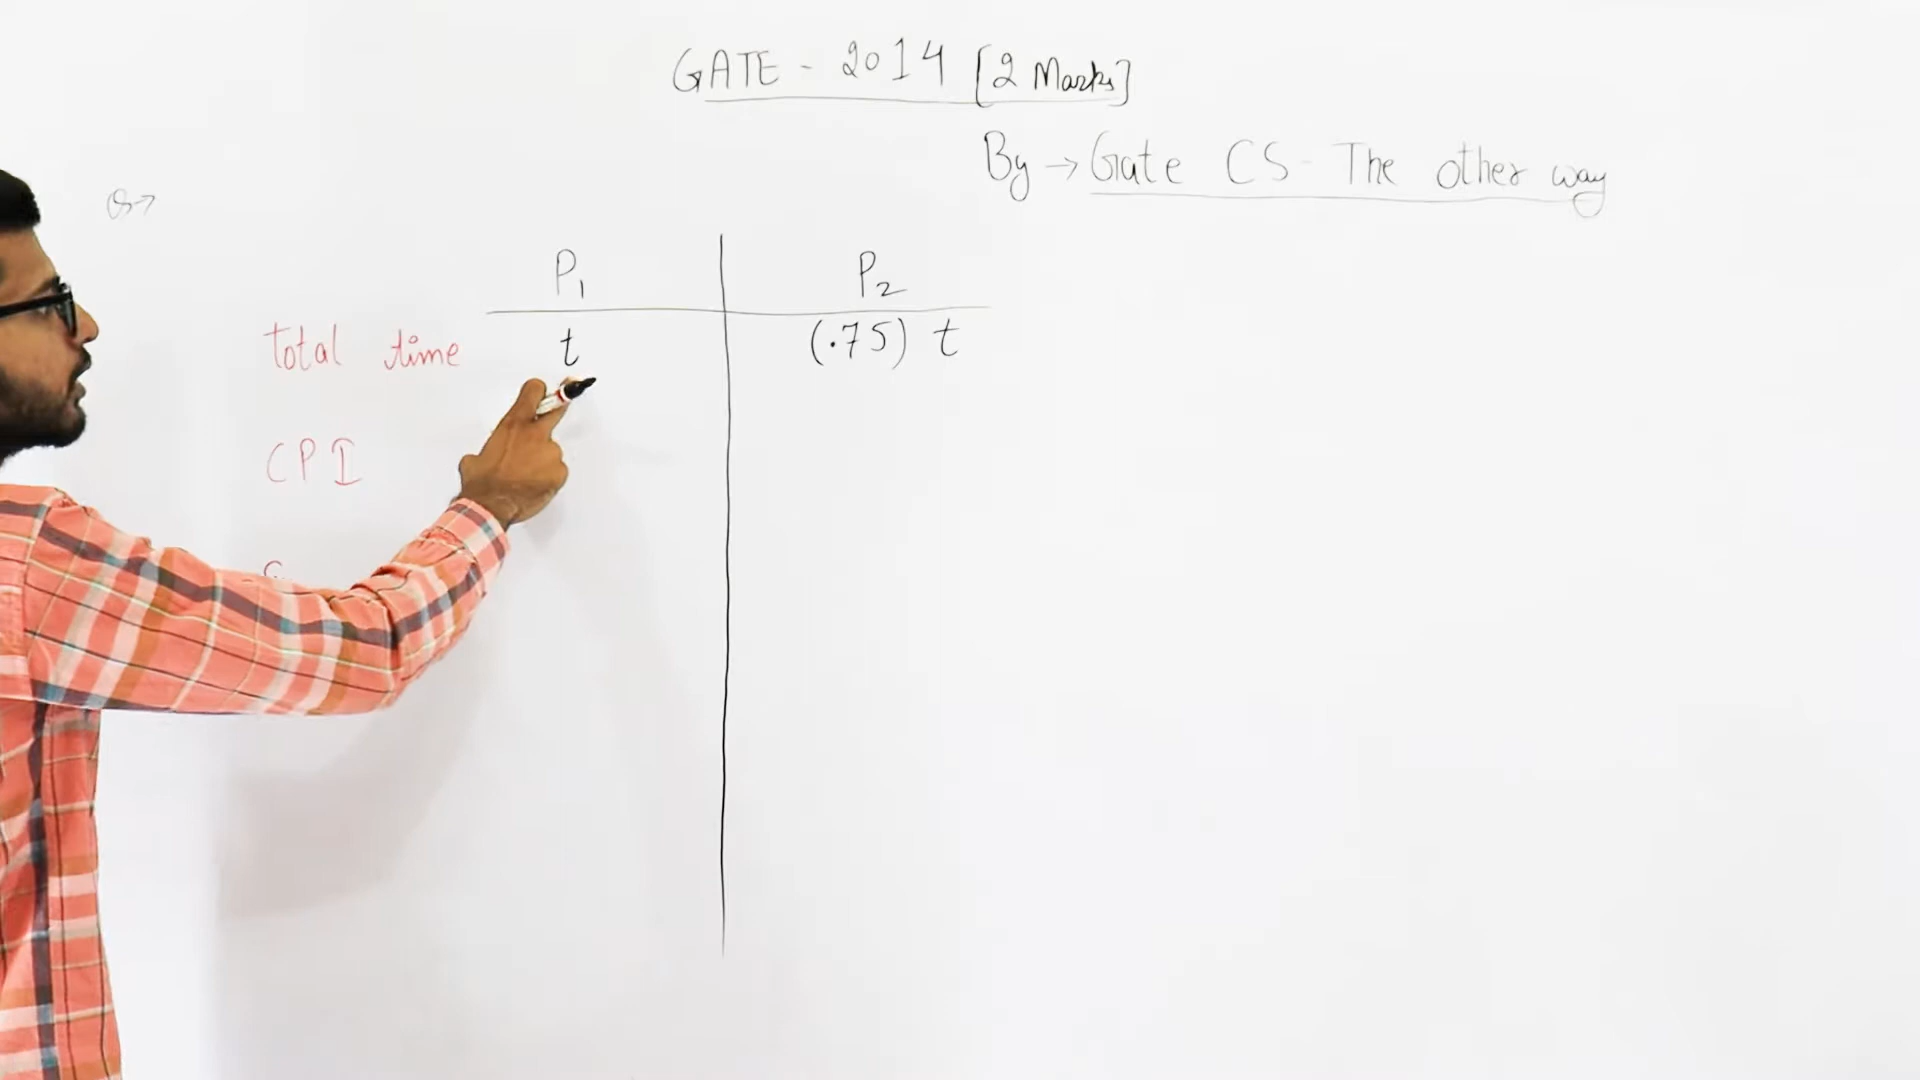 GATE - 2014 [2 Marks]
By → Gate CS - The other way
P1 P2
total time t (.75) t
CPI